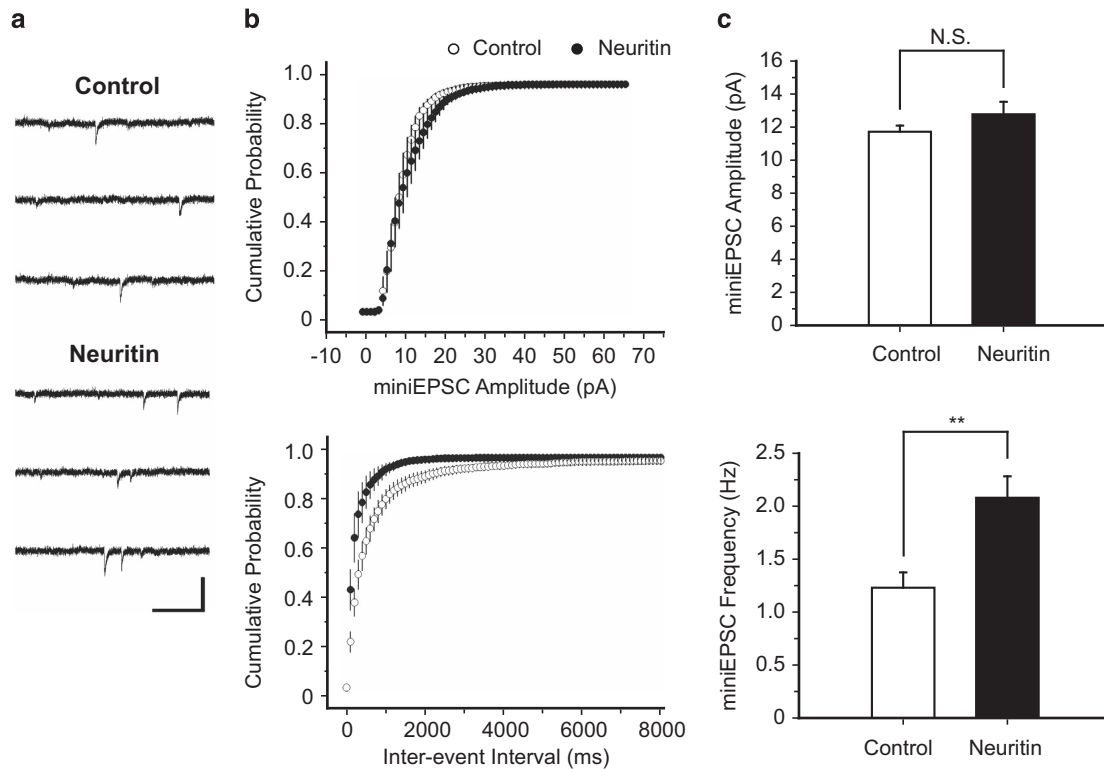 a
Control
Neuritin
b
Control
Neuritin
Cumulative Probability
1.0
0.8
0.6
0.4
0.2
0
-10 0 10 20 30 40 50 60 70
miniEPSC Amplitude (pA)
Cumulative Probability
1.0
0.8
0.6
0.4
0.2
0
0 2000 4000 6000 8000
Inter-event Interval (ms)
c
N.S.
miniEPSC Amplitude (pA)
16
14
12
10
8
6
4
2
0
Control Neuritin
**
miniEPSC Frequency (Hz)
2.5
2.0
1.5
1.0
0.5
0
Control Neuritin